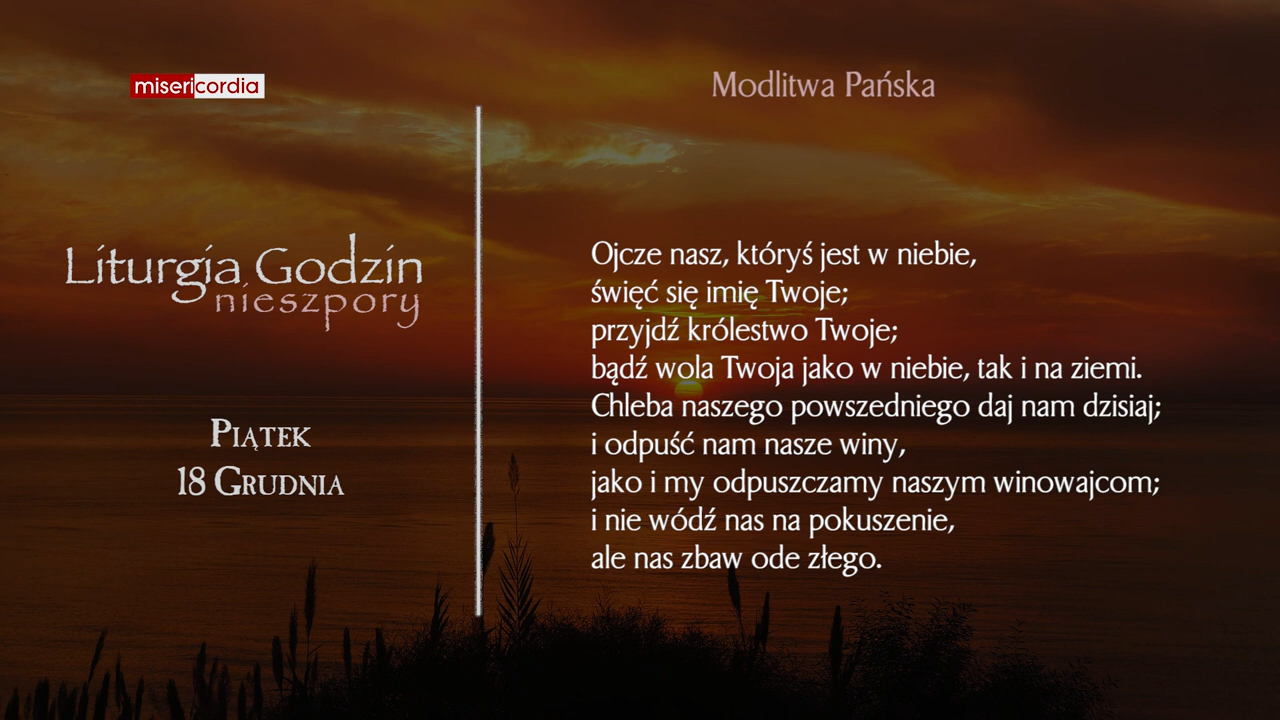 misericordia
Liturgia Godzin
nieszpory
Piątek
18 Grudnia
Modlitwa Pańska
Ojcze nasz, któryś jest w niebie,
święć się imię Twoje;
przyjdź królestwo Twoje;
bądź wola Twoja jako w niebie, tak i na ziemi.
Chleba naszego powszedniego daj nam dzisiaj;
i odpuść nam nasze winy,
jako i my odpuszczamy naszym winowajcom;
i nie wódź nas na pokuszenie,
ale nas zbaw ode złego.